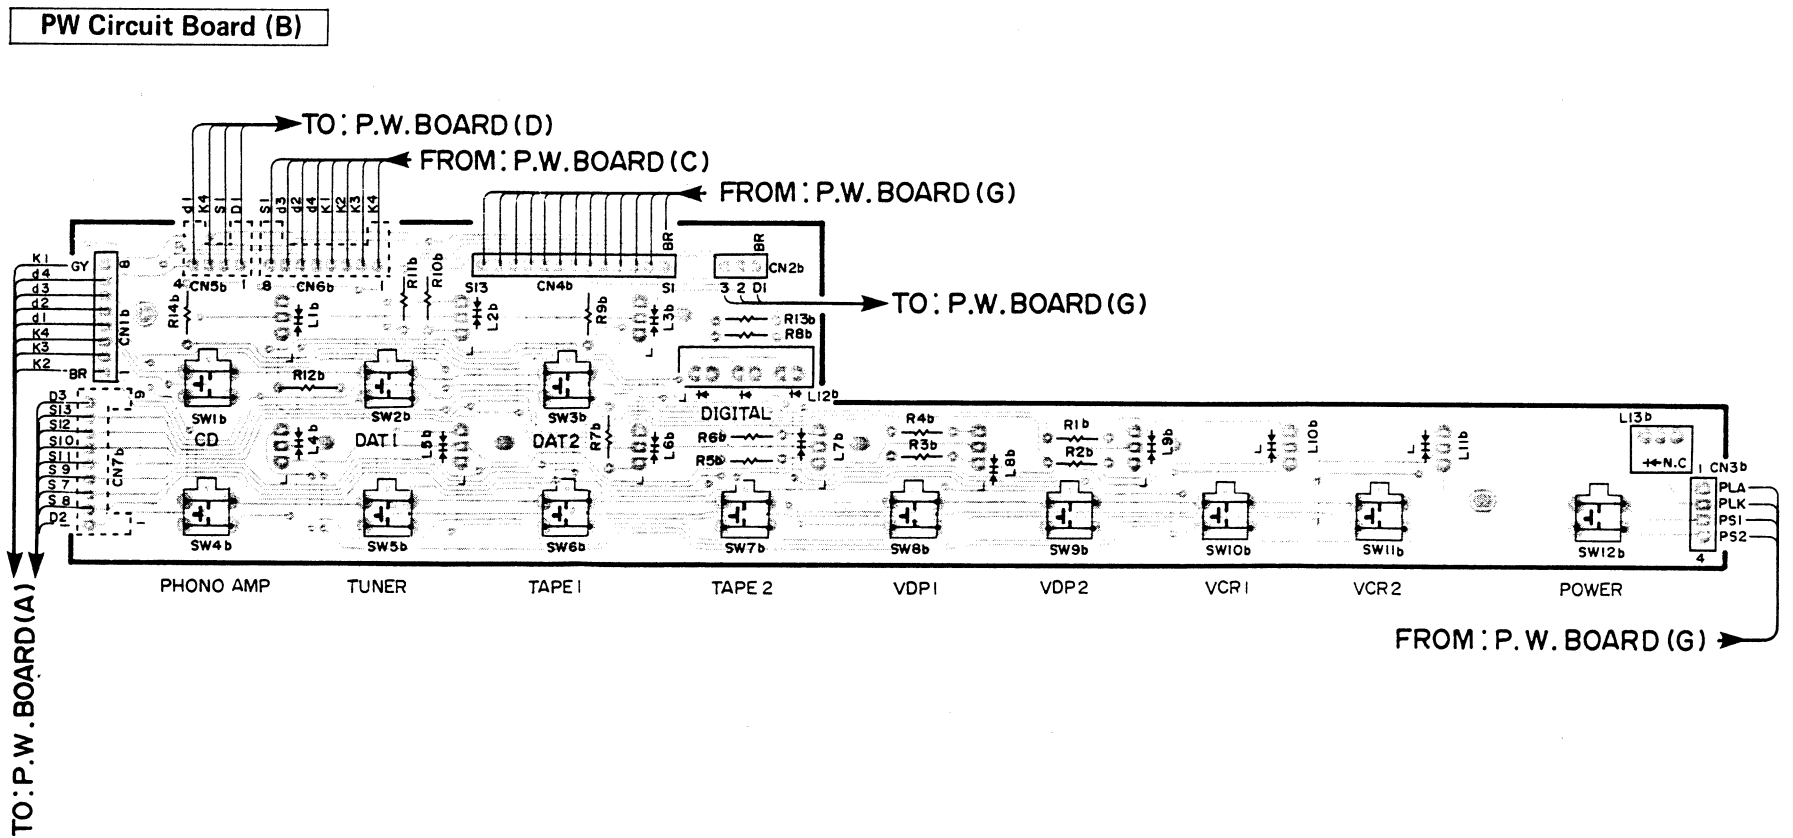 PW Circuit Board (B)
TO: P.W. BOARD (D)
FROM: P.W. BOARD (C)
FROM: P.W. BOARD (G)
d1 K4 S1 D1
S1 d3 d2 d4 K1 K2 K3 K4
BR
BR
K1
d4
d3
d2
d1
K4
K3
K2
GY
8
CN1b
BR 1
4 CN5b 1
8 CN6b 1
S13 CN4b S1
CN2b
3 2 D1
TO: P.W. BOARD (G)
R14b
L1b
R11b
R10b
L2b
R9b
L3b
R13b
R8b
SW1b
R12b
SW2b
SW3b
L12b
DIGITAL
CD
DAT1
DAT2
D3
S13
S12
S10
S11
S9
S7
S8
D2
9
CN7b
1
L4b
L5b
R7b
L6b
R6b
R5b
L7b
R4b
R3b
L8b
R1b
R2b
L9b
L10b
L11b
L13b
N.C
1 CN3b
PLA
PLK
PS1
PS2
4
SW4b
SW5b
SW6b
SW7b
SW8b
SW9b
SW10b
SW11b
SW12b
PHONO AMP
TUNER
TAPE1
TAPE2
VDP1
VDP2
VCR1
VCR2
POWER
FROM: P.W. BOARD (G)
TO: P.W. BOARD (A)